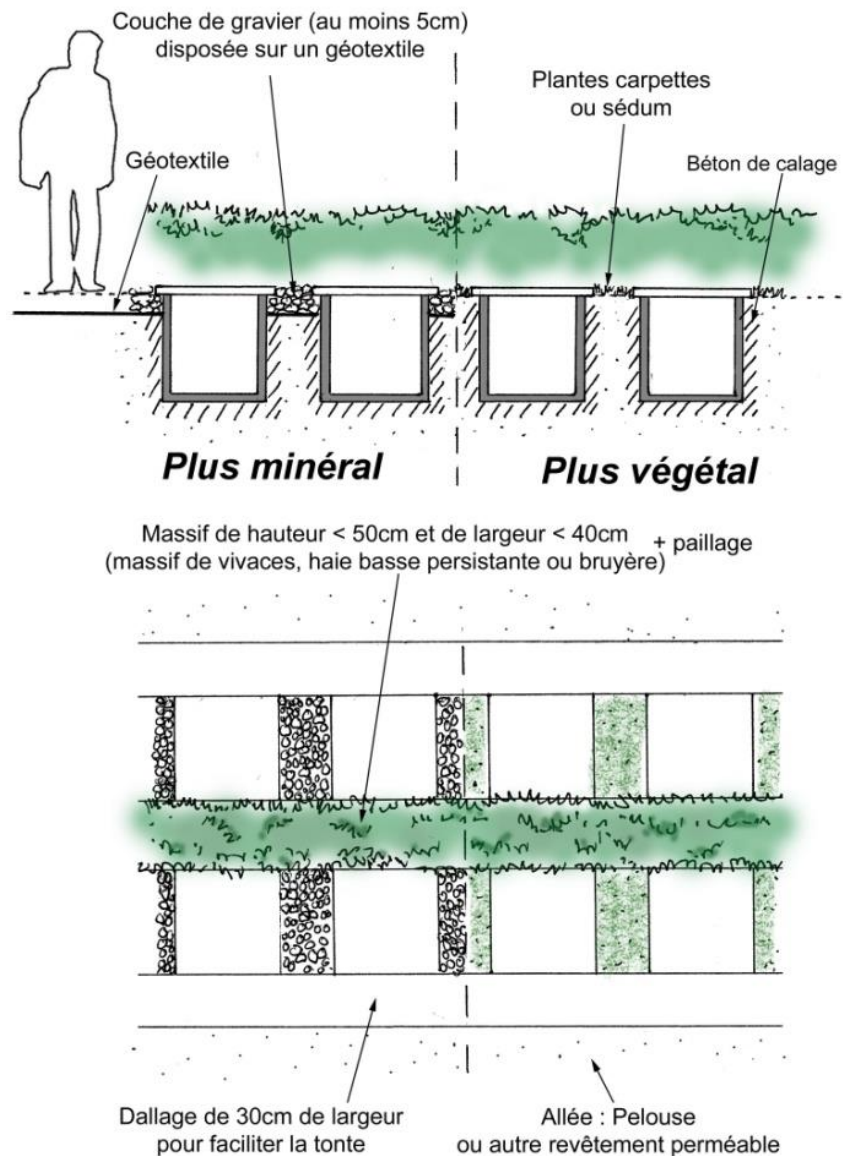 Couche de gravier (au moins 5cm)
disposée sur un géotextile
Plantes carpettes
ou sédum
Géotextile
Béton de calage
Plus minéral
Plus végétal
Massif de hauteur < 50cm et de largeur < 40cm
(massif de vivaces, haie basse persistante ou bruyère)
+ paillage
Dallage de 30cm de largeur
pour faciliter la tonte
Allée : Pelouse
ou autre revêtement perméable